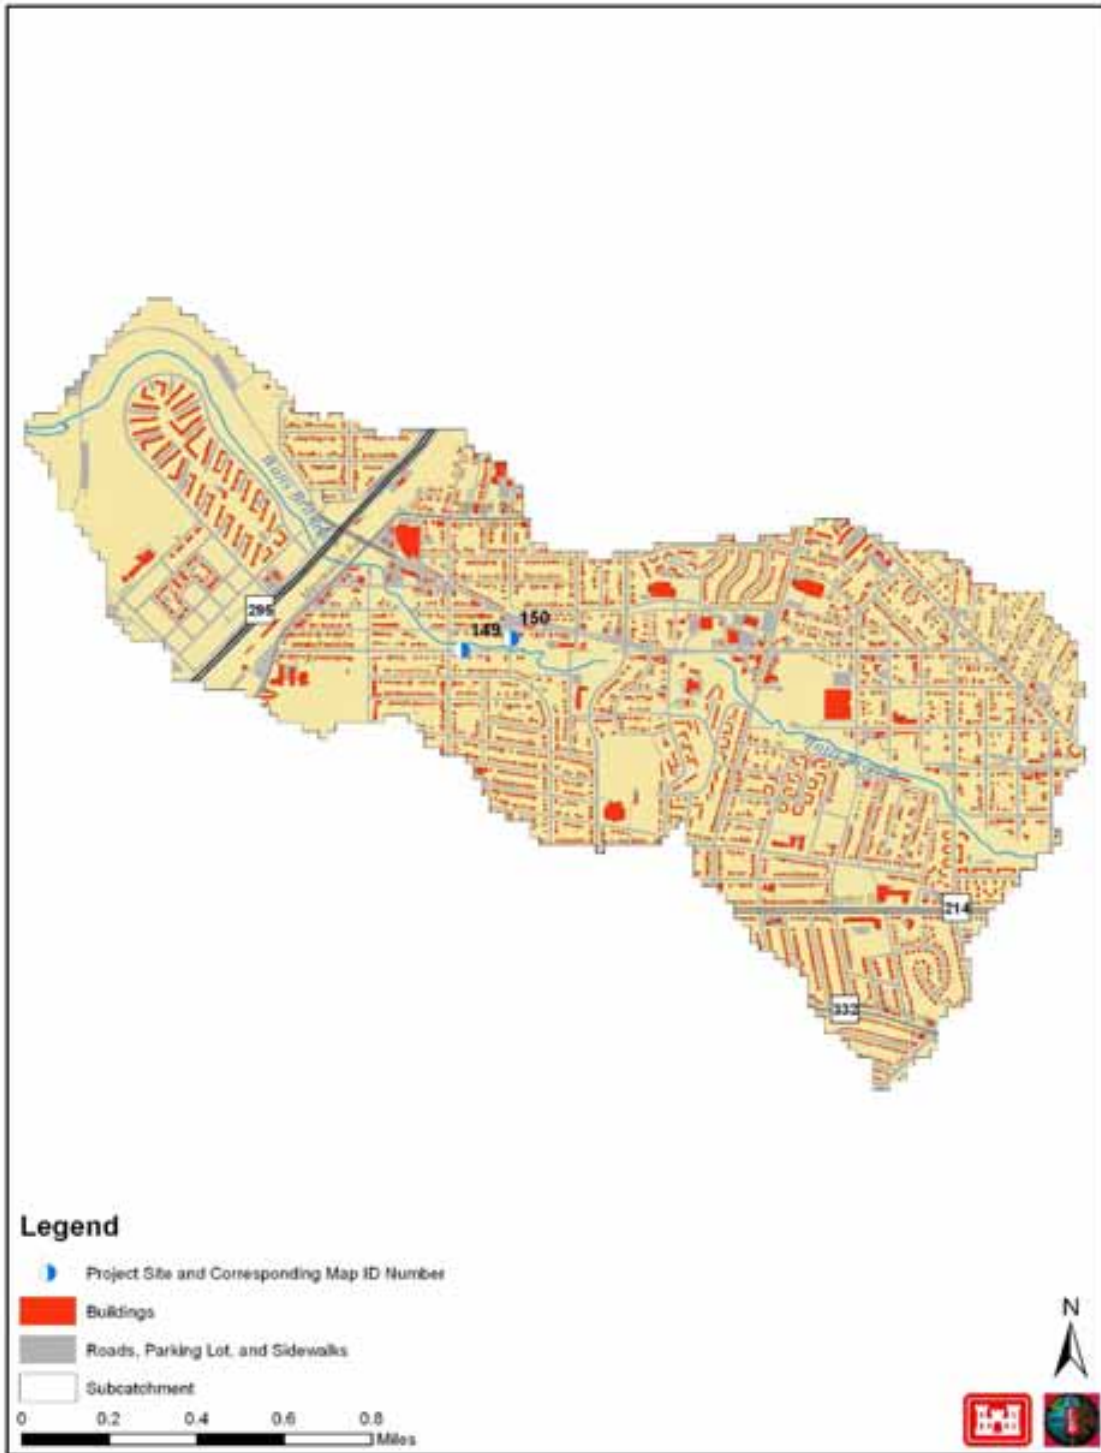 295
149
150
214
332
Legend
Project Site and Corresponding Map ID Number
Buildings
Roads, Parking Lot, and Sidewalks
Subcatchment
0 0.2 0.4 0.6 0.8
Miles
N